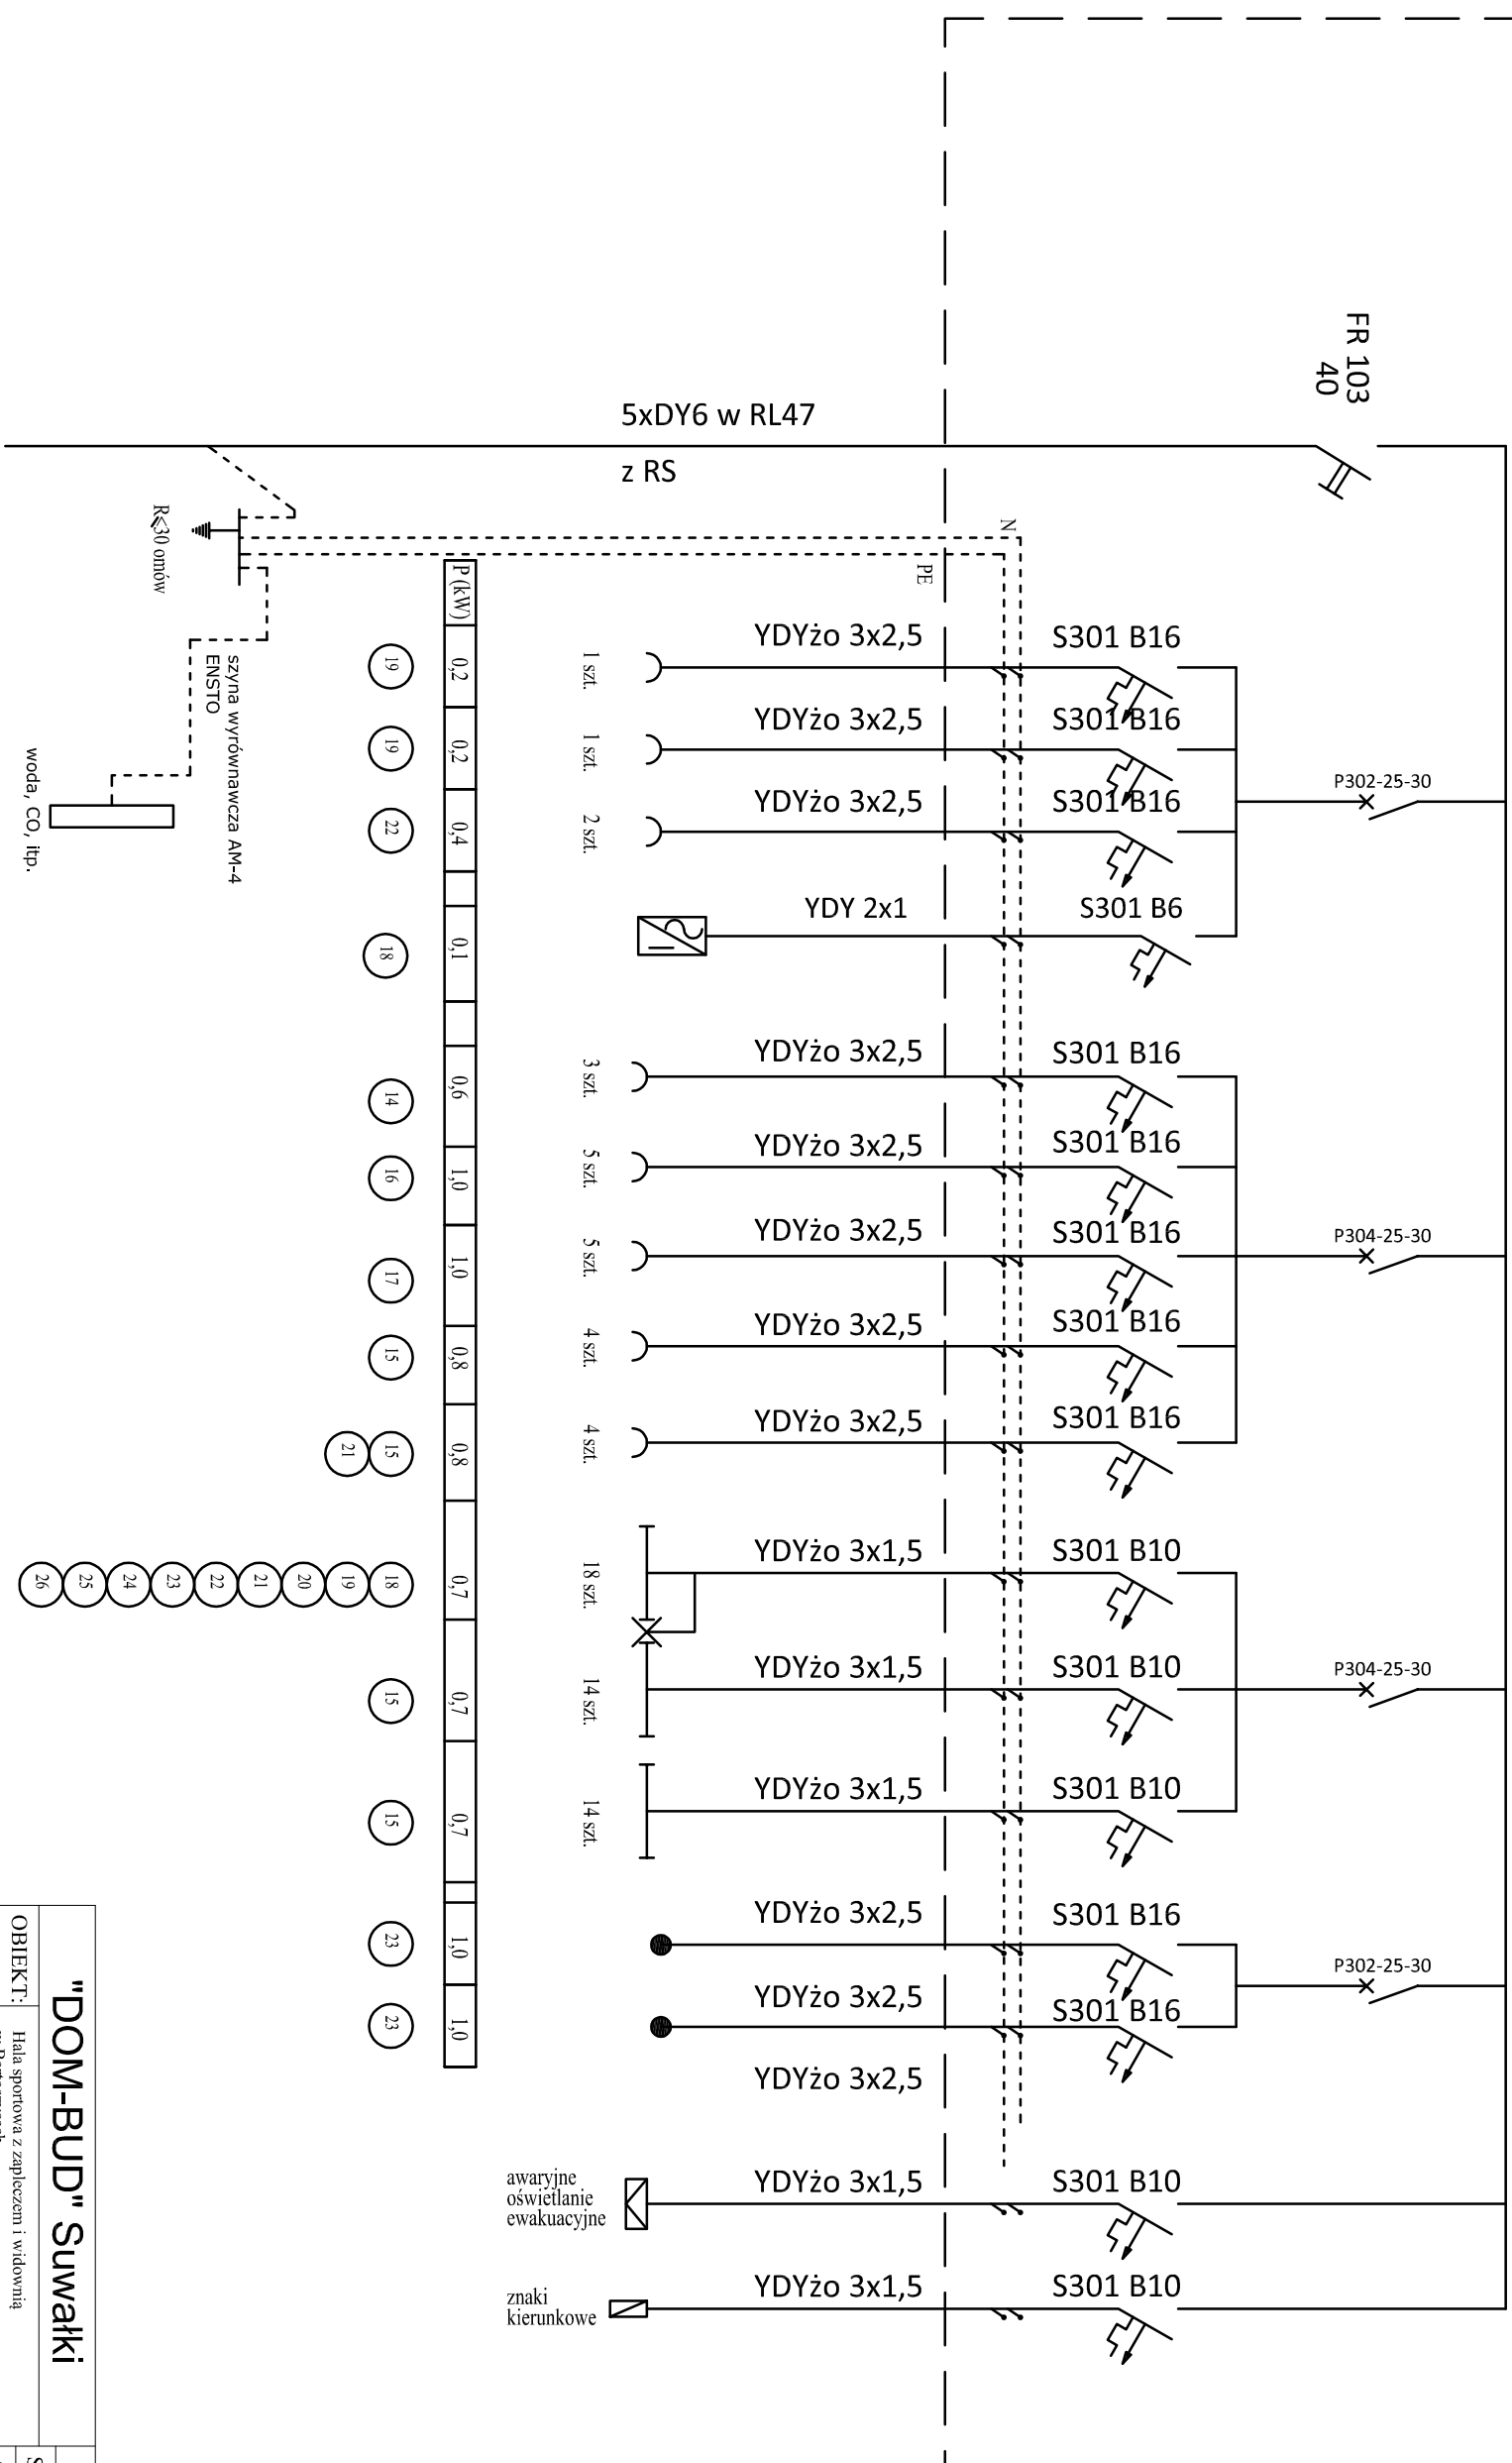 FR 103
40
5xDY6 w RL47
z RS
N
PE
R≤30 omów
szyna wyrównawcza AM-4
ENSTO
woda, CO, itp.
P (kW)
P302-25-30
YDYżo 3x2,5
S301 B16
1 szt.
0,2
19
YDYżo 3x2,5
S301 B16
1 szt.
0,2
19
YDYżo 3x2,5
S301 B16
2 szt.
0,4
22
YDY 2x1
S301 B6
0,1
18
P304-25-30
YDYżo 3x2,5
S301 B16
3 szt.
0,6
14
YDYżo 3x2,5
S301 B16
5 szt.
1,0
16
YDYżo 3x2,5
S301 B16
5 szt.
1,0
17
YDYżo 3x2,5
S301 B16
4 szt.
0,8
15
YDYżo 3x2,5
S301 B16
4 szt.
0,8
15
21
P304-25-30
YDYżo 3x1,5
S301 B10
18 szt.
0,7
18
19
20
21
22
23
24
25
26
YDYżo 3x1,5
S301 B10
14 szt.
0,7
15
YDYżo 3x1,5
S301 B10
14 szt.
0,7
15
P302-25-30
YDYżo 3x2,5
S301 B16
1,0
23
YDYżo 3x2,5
S301 B16
1,0
23
YDYżo 3x2,5
YDYżo 3x1,5
S301 B10
awaryjne
oświetlanie
ewakuacyjne
YDYżo 3x1,5
S301 B10
znaki
kierunkowe
"DOM-BUD" Suwałki
OBIEKT:
Hala sportowa z zapleczem i widownią